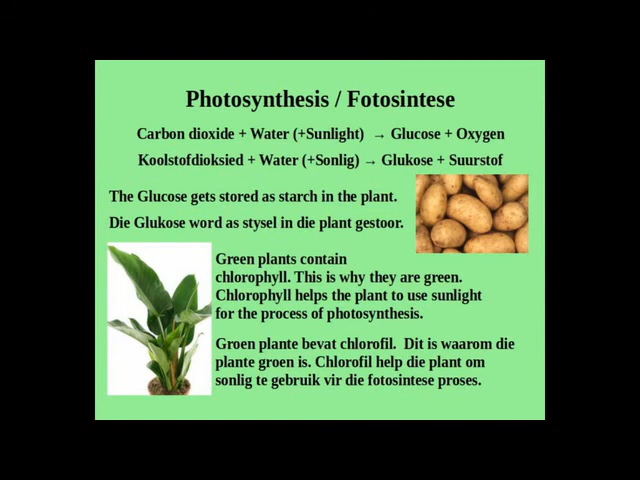 Photosynthesis / Fotosintese
Carbon dioxide + Water (+Sunlight) → Glucose + Oxygen
Koolstofdioksied + Water (+Sonlig) → Glukose + Suurstof
The Glucose gets stored as starch in the plant.
Die Glukose word as stysel in die plant gestoor.
Green plants contain
chlorophyll. This is why they are green.
Chlorophyll helps the plant to use sunlight
for the process of photosynthesis.
Groen plante bevat chlorofil. Dit is waarom die
plante groen is. Chlorofil help die plant om
sonlig te gebruik vir die fotosintese proses.